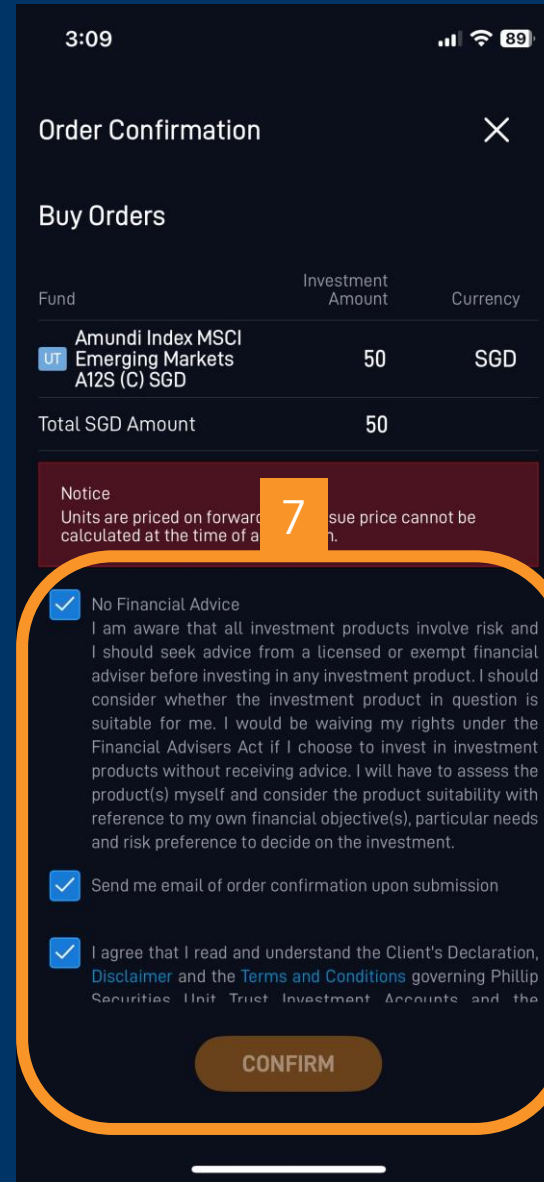 3:09
89
Order Confirmation
Buy Orders
Fund
Investment
Amount
Currency
UT
Amundi Index MSCI
Emerging Markets
A12S (C) SGD
50
SGD
Total SGD Amount
50
Notice
Units are priced on forward sue price cannot be
calculated at the time of a
7
No Financial Advice
I am aware that all investment products involve risk and
I should seek advice from a licensed or exempt financial
adviser before investing in any investment product. I should
consider whether the investment product in question is
suitable for me. I would be waiving my rights under the
Financial Advisers Act if I choose to invest in investment
products without receiving advice. I will have to assess the
product(s) myself and consider the product suitability with
reference to my own financial objective(s), particular needs
and risk preference to decide on the investment.
Send me email of order confirmation upon submission
I agree that I read and understand the Client's Declaration,
Disclaimer and the Terms and Conditions governing Phillip
Securities Unit Trust Investment Accounts and the
CONFIRM